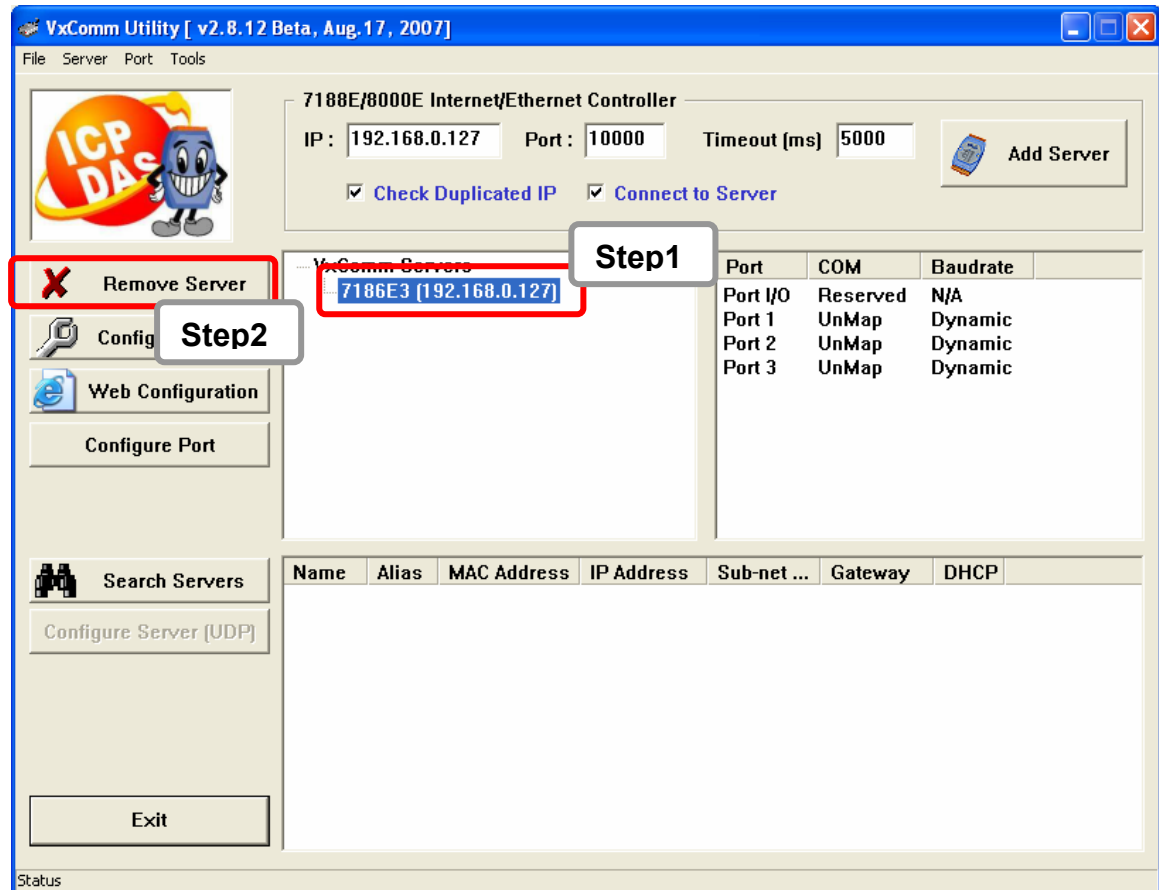 VxComm Utility [ v2.8.12 Beta, Aug.17, 2007]
File Server Port Tools
ICP
DAS
7188E/8000E Internet/Ethernet Controller
IP : 192.168.0.127 Port : 10000 Timeout (ms) 5000 Add Server
Check Duplicated IP Connect to Server
Step1
Remove Server
Step2
Config
Web Configuration
Configure Port
VxComm Servers
7186E3 (192.168.0.127)
Port COM Baudrate
Port I/O Reserved N/A
Port 1 UnMap Dynamic
Port 2 UnMap Dynamic
Port 3 UnMap Dynamic
Search Servers
Configure Server (UDP)
Name Alias MAC Address IP Address Sub-net ... Gateway DHCP
Exit
Status